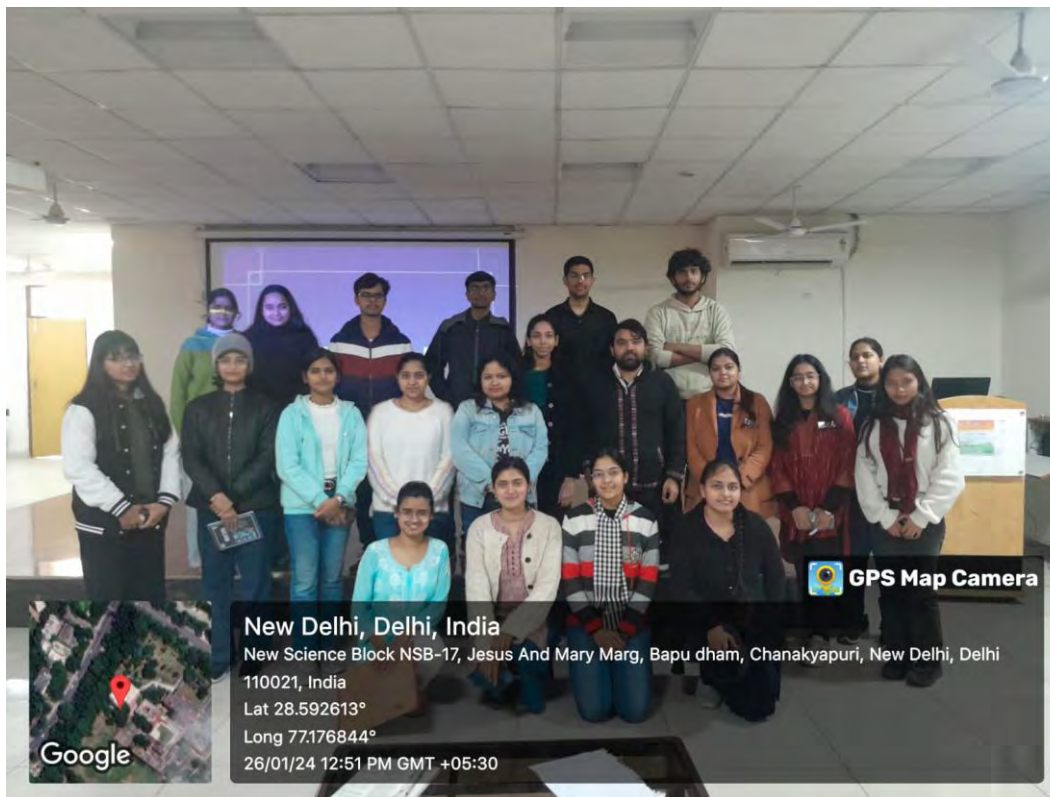 GPS Map Camera
New Delhi, Delhi, India
New Science Block NSB-17, Jesus And Mary Marg, Bapu dham, Chanakyapuri, New Delhi, Delhi
110021, India
Lat 28.592613°
Long 77.176844°
26/01/24 12:51 PM GMT +05:30
Google